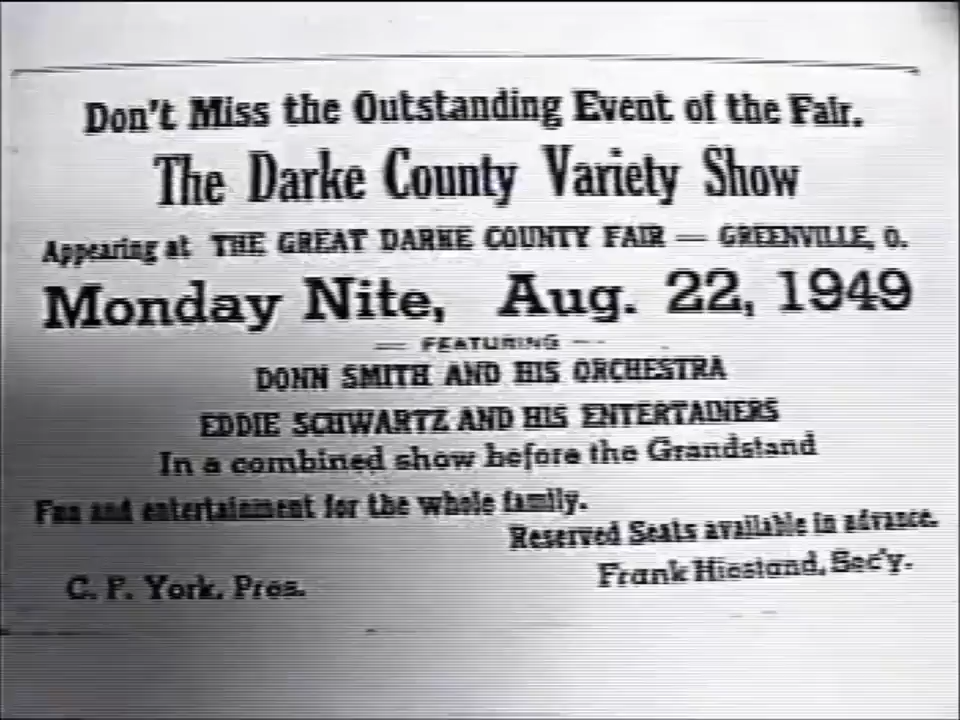 Don't Miss the Outstanding Event of the Fair.
The Darke County Variety Show
Appearing at THE GREAT DARKE COUNTY FAIR — GREENVILLE, O.
Monday Nite, Aug. 22, 1949
— FEATURING —
DONN SMITH AND HIS ORCHESTRA
EDDIE SCHWARTZ AND HIS ENTERTAINERS
In a combined show before the Grandstand
Fun and entertainment for the whole family.
Reserved Seats available in advance.
C. F. York, Pres.
Frank Hiestand, Sec'y.